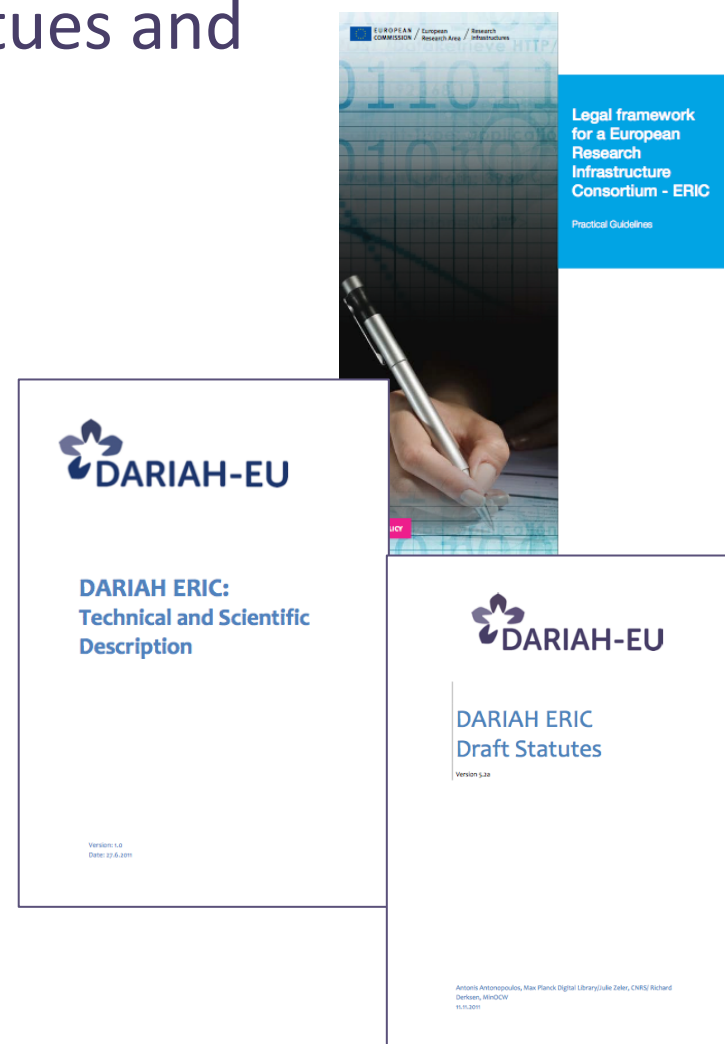 tues and
EUROPEAN COMMISSION / European Research Area / Research Infrastructures
Legal framework
for a European
Research
Infrastructure
Consortium - ERIC
Practical Guidelines
LICY
DARIAH-EU
DARIAH ERIC:
Technical and Scientific
Description
Version: 1.0
Date: 27.6.2011
DARIAH-EU
DARIAH ERIC
Draft Statutes
Version 5.2a
Antonis Antonopoulos, Max Planck Digital Library/Julie Zeler, CNRS/ Richard
Derksen, MinOCW
11.11.2011